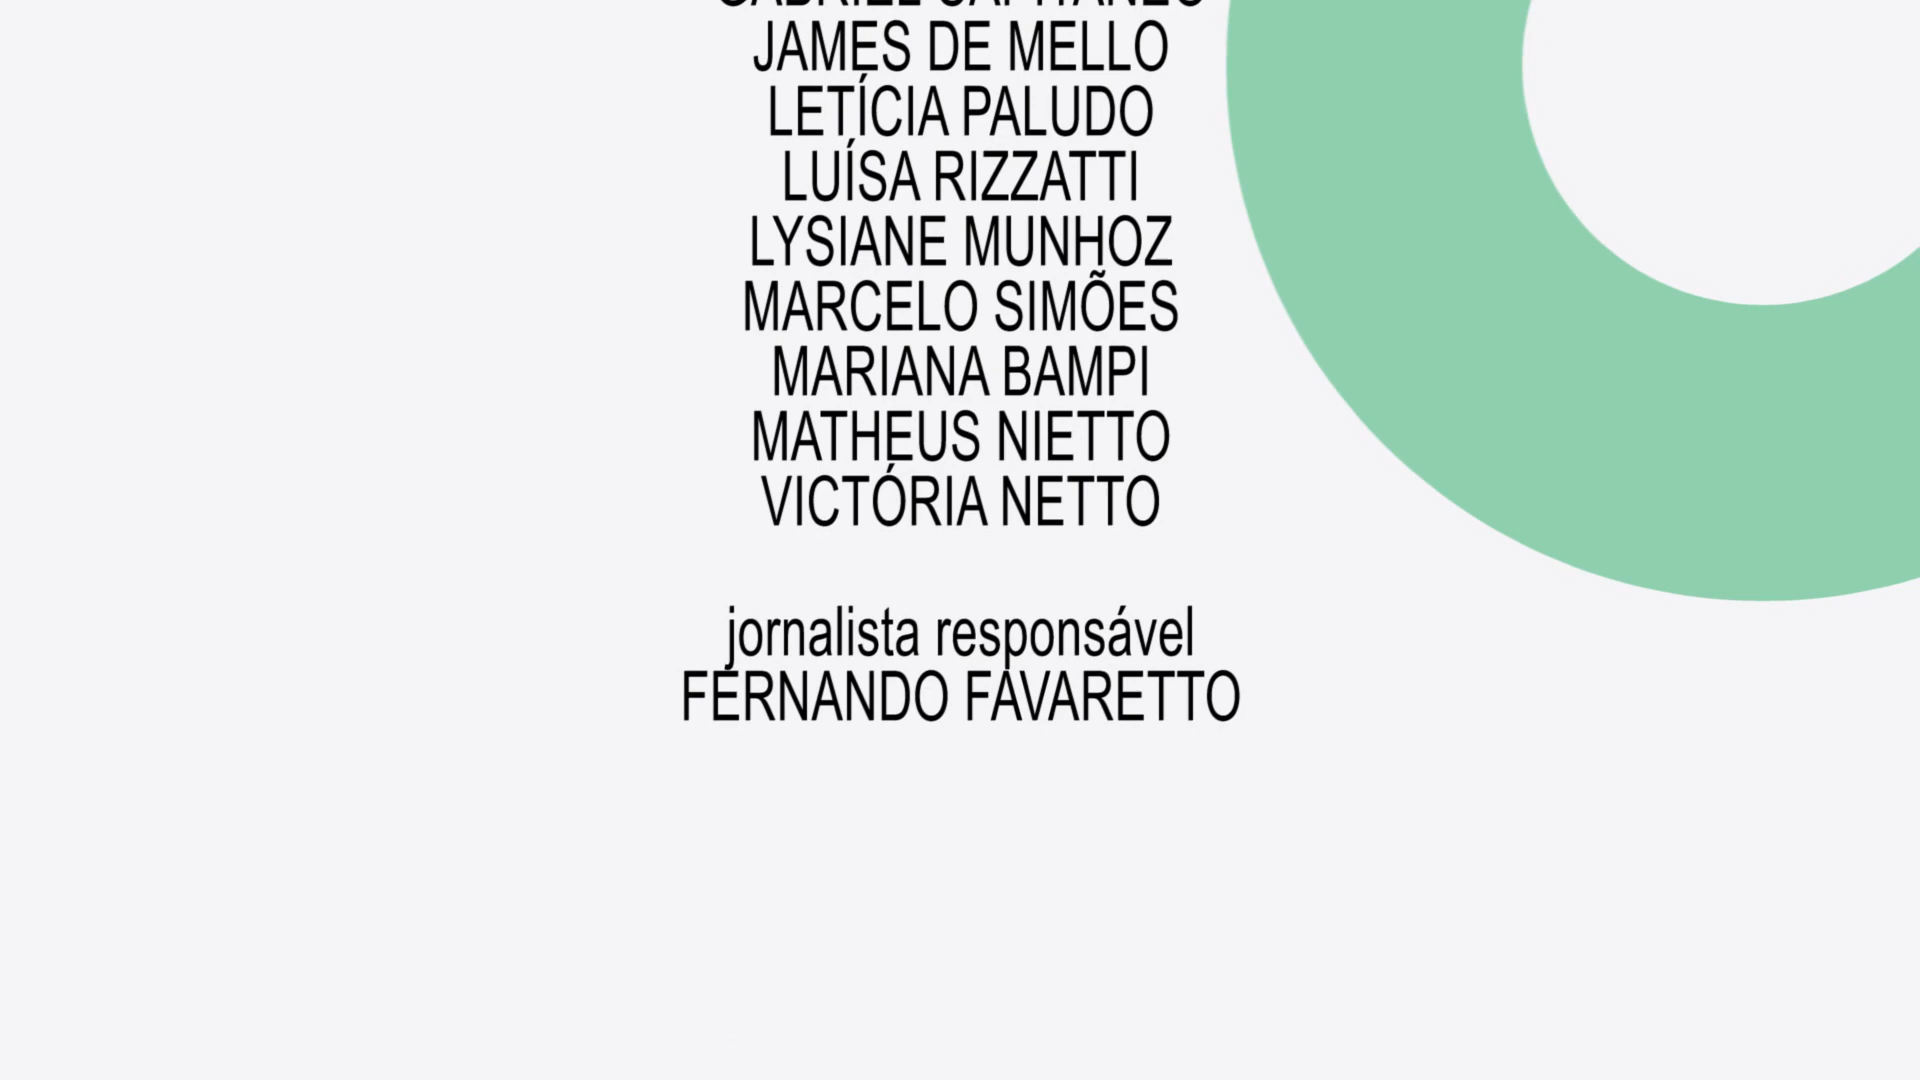 GABRIEL
JAMES DE MELLO
LETÍCIA PALUDO
LUÍSA RIZZATTI
LYSIANE MUNHOZ
MARCELO SIMÕES
MARIANA BAMPI
MATHEUS NIETTO
VICTÓRIA NETTO
jornalista responsável
FERNANDO FAVARETTO